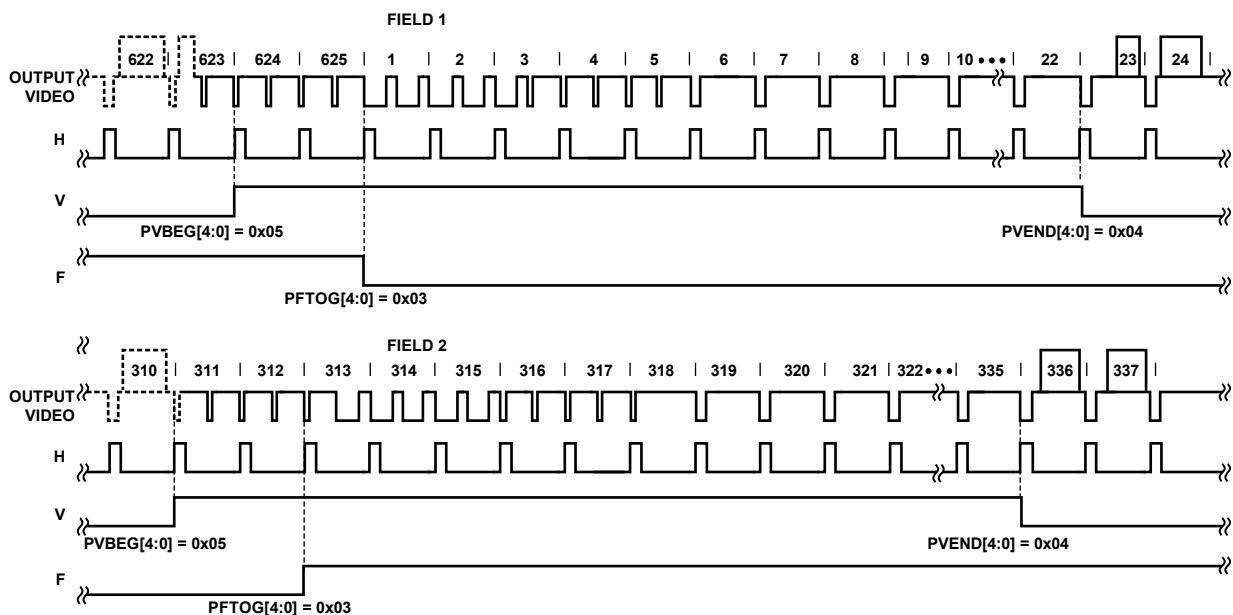 FIELD 1
622 623 624 625 1 2 3 4 5 6 7 8 9 10 ••• 22 23 24
OUTPUT
VIDEO
H
V
PVBEG[4:0] = 0x05
PVEND[4:0] = 0x04
F
PFTOG[4:0] = 0x03
FIELD 2
310 311 312 313 314 315 316 317 318 319 320 321 322 ••• 335 336 337
OUTPUT
VIDEO
H
V
PVBEG[4:0] = 0x05
PVEND[4:0] = 0x04
F
PFTOG[4:0] = 0x03